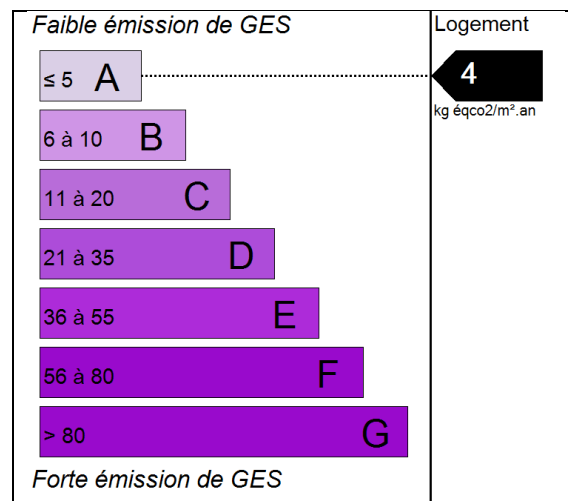 Faible émission de GES
Logement
≤ 5 A
4
kg éqco2/m².an
6 à 10 B
11 à 20 C
21 à 35 D
36 à 55 E
56 à 80 F
> 80 G
Forte émission de GES